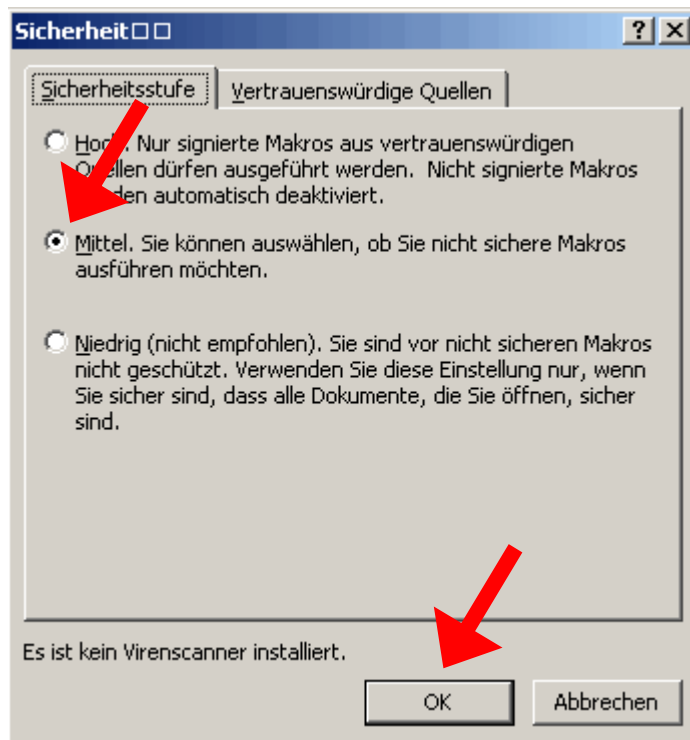 Sicherheit□□
Sicherheitsstufe
Vertrauenswürdige Quellen
Hoch. Nur signierte Makros aus vertrauenswürdigen
Quellen dürfen ausgeführt werden. Nicht signierte Makros
automatisch deaktiviert.
Mittel. Sie können auswählen, ob Sie nicht sichere Makros
ausführen möchten.
Niedrig (nicht empfohlen). Sie sind vor nicht sicheren Makros
nicht geschützt. Verwenden Sie diese Einstellung nur, wenn
Sie sicher sind, dass alle Dokumente, die Sie öffnen, sicher
sind.
Es ist kein Virenscanner installiert.
OK
Abbrechen